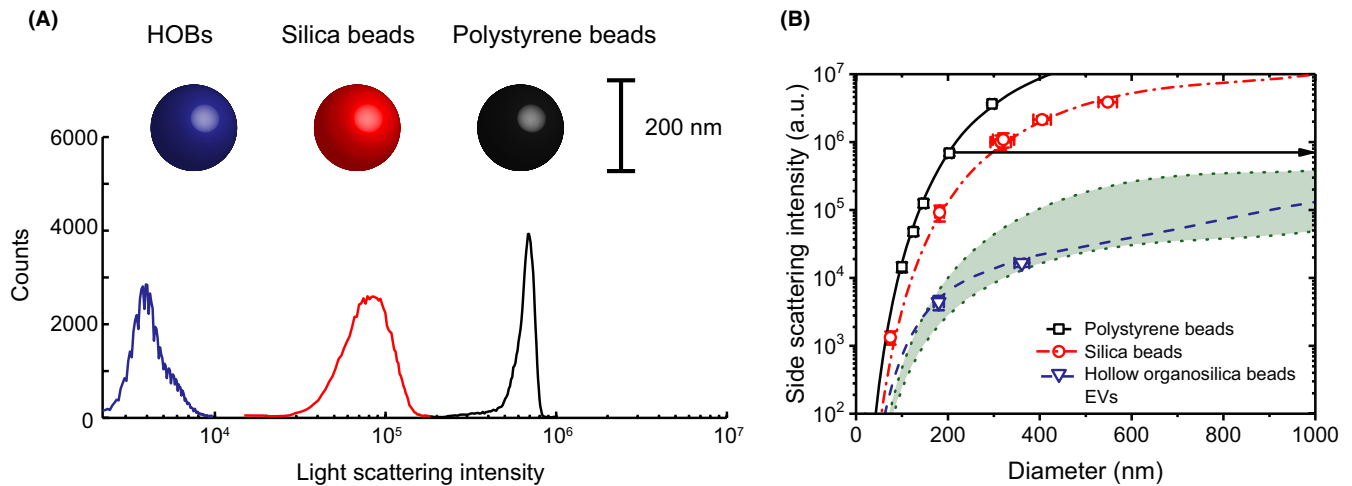 (A)
HOBs Silica beads Polystyrene beads
200 nm
6000
4000
2000
0
Counts
10⁴ 10⁵ 10⁶ 10⁷
Light scattering intensity
(B)
10⁷
10⁶
10⁵
10⁴
10³
10²
Side scattering intensity (a.u.)
Polystyrene beads
Silica beads
Hollow organosilica beads
EVs
0 200 400 600 800 1000
Diameter (nm)